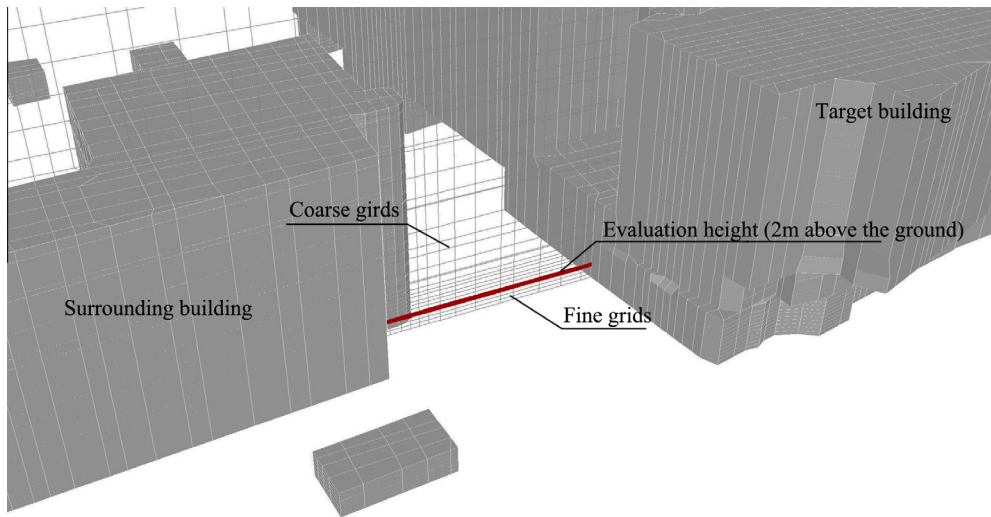 Target building
Coarse girds
Evaluation height (2m above the ground)
Surrounding building
Fine grids